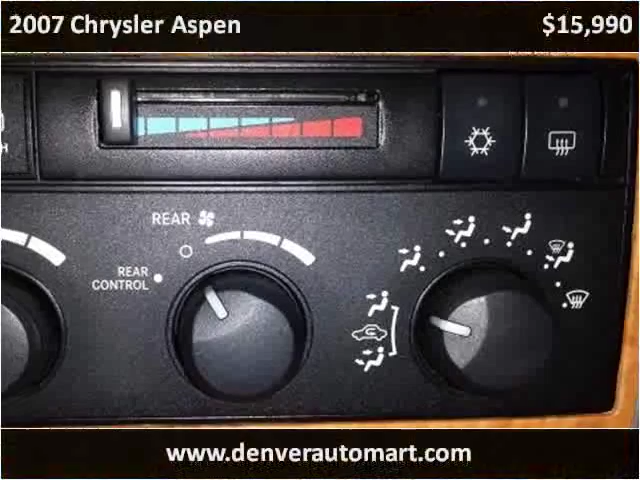 2007 Chrysler Aspen $15,990
H
REAR
REAR
CONTROL
www.denverautomart.com